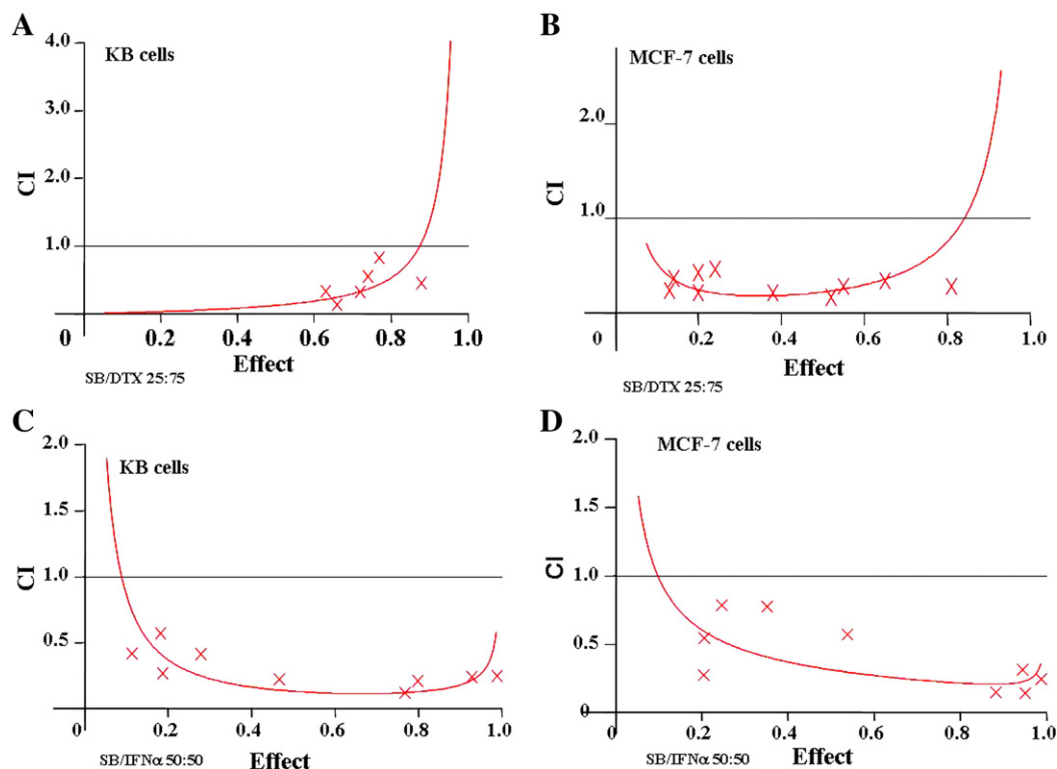 A
KB cells
4.0
3.0
2.0
1.0
CI
0
0.2
0.4
0.6
0.8
1.0
Effect
SB/DTX 25:75
B
MCF-7 cells
2.0
1.0
CI
0
0.2
0.4
0.6
0.8
1.0
Effect
SB/DTX 25:75
C
KB cells
2.0
1.5
1.0
0.5
CI
0
0.2
0.4
0.6
0.8
1.0
SB/IFNα 50:50
Effect
D
MCF-7 cells
2.0
1.5
1.0
0.5
0
CI
0.2
0.4
0.6
0.8
1.0
SB/IFNα 50:50
Effect